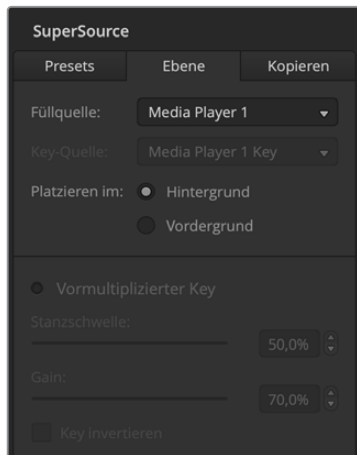 SuperSource
Presets Ebene Kopieren
Füllquelle: Media Player 1
Key-Quelle: Media Player 1 Key
Platzieren im: Hintergrund
Vordergrund
Vormultiplizierter Key
Stanzschwelle:
50,0%
Gain:
70,0%
Key invertieren